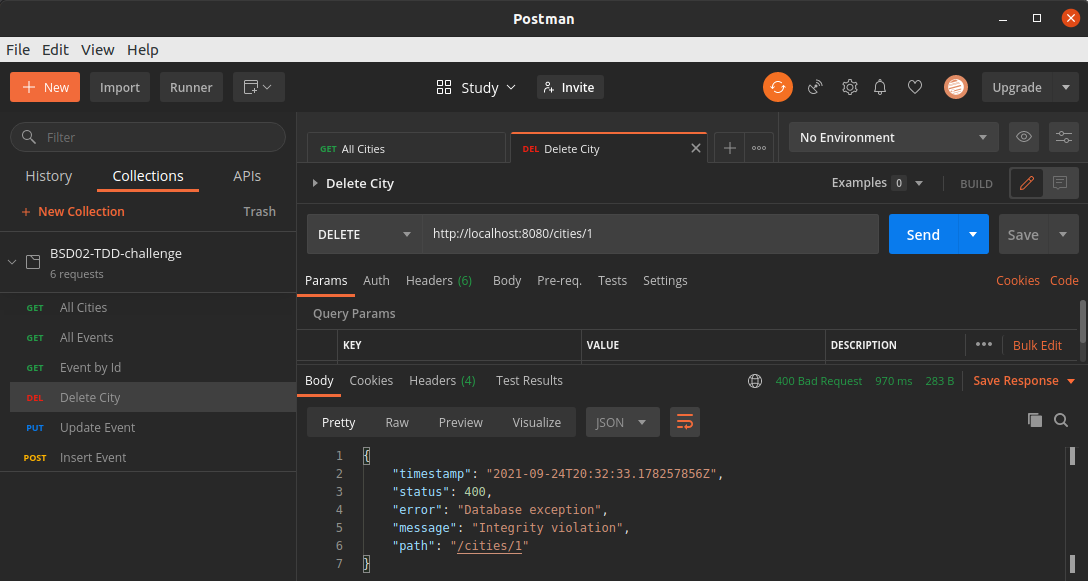 Postman
File Edit View Help
New Import Runner Study Invite Upgrade
Filter
History Collections APIs
New Collection Trash
BSD02-TDD-challenge
6 requests
GET All Cities
GET All Events
GET Event by Id
DEL Delete City
PUT Update Event
POST Insert Event
GET All Cities DEL Delete City No Environment
Delete City Examples 0 BUILD
DELETE http://localhost:8080/cities/1 Send Save
Params Auth Headers (6) Body Pre-req. Tests Settings Cookies Code
Query Params
KEY VALUE DESCRIPTION Bulk Edit
Body Cookies Headers (4) Test Results 400 Bad Request 970 ms 283 B Save Response
Pretty Raw Preview Visualize JSON
1 {
2 "timestamp": "2021-09-24T20:32:33.178257856Z",
3 "status": 400,
4 "error": "Database exception",
5 "message": "Integrity violation",
6 "path": "/cities/1"
7 }